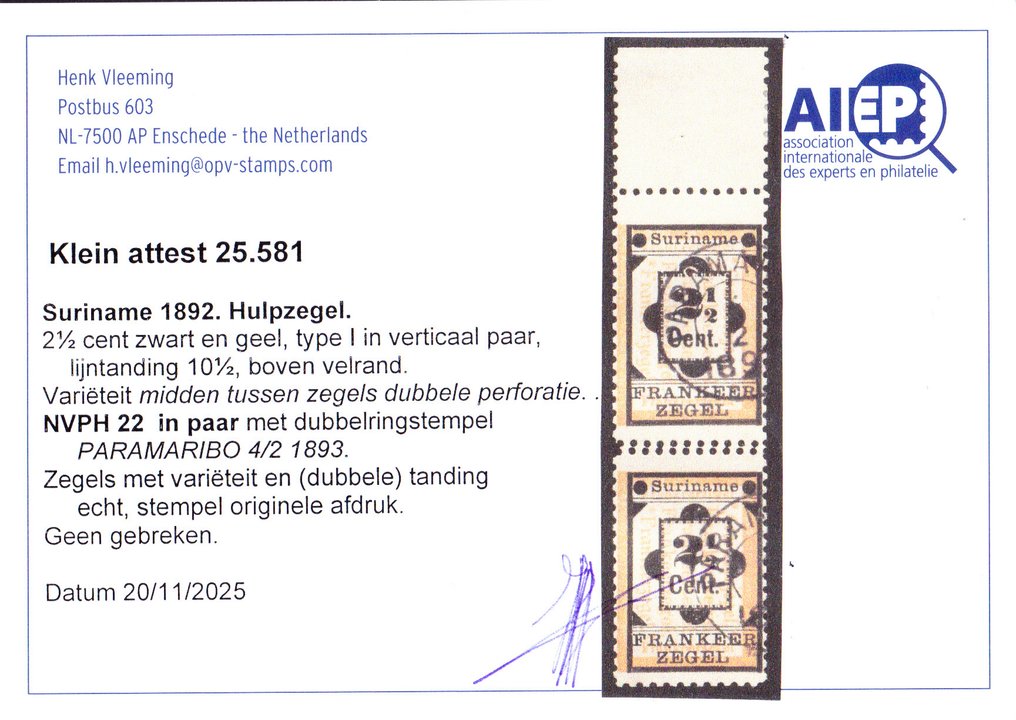 Henk Vleeming
Postbus 603
NL-7500 AP Enschede - the Netherlands
Email h.vleeming@opv-stamps.com
AIEP
association
internationale
des experts en philatelie
Klein attest 25.581
Suriname 1892. Hulpzegel.
2½ cent zwart en geel, type I in verticaal paar,
lijntanding 10½, boven velrand.
Variëteit midden tussen zegels dubbele perforatie. .
NVPH 22 in paar met dubbelringstempel
PARAMARIBO 4/2 1893.
Zegels met variëteit en (dubbele) tanding
echt, stempel originele afdruk.
Geen gebreken.
Datum 20/11/2025
Suriname
2 1/2
Cent.
FRANKEER
ZEGEL
Suriname
Cent.
FRANKEER
ZEGEL